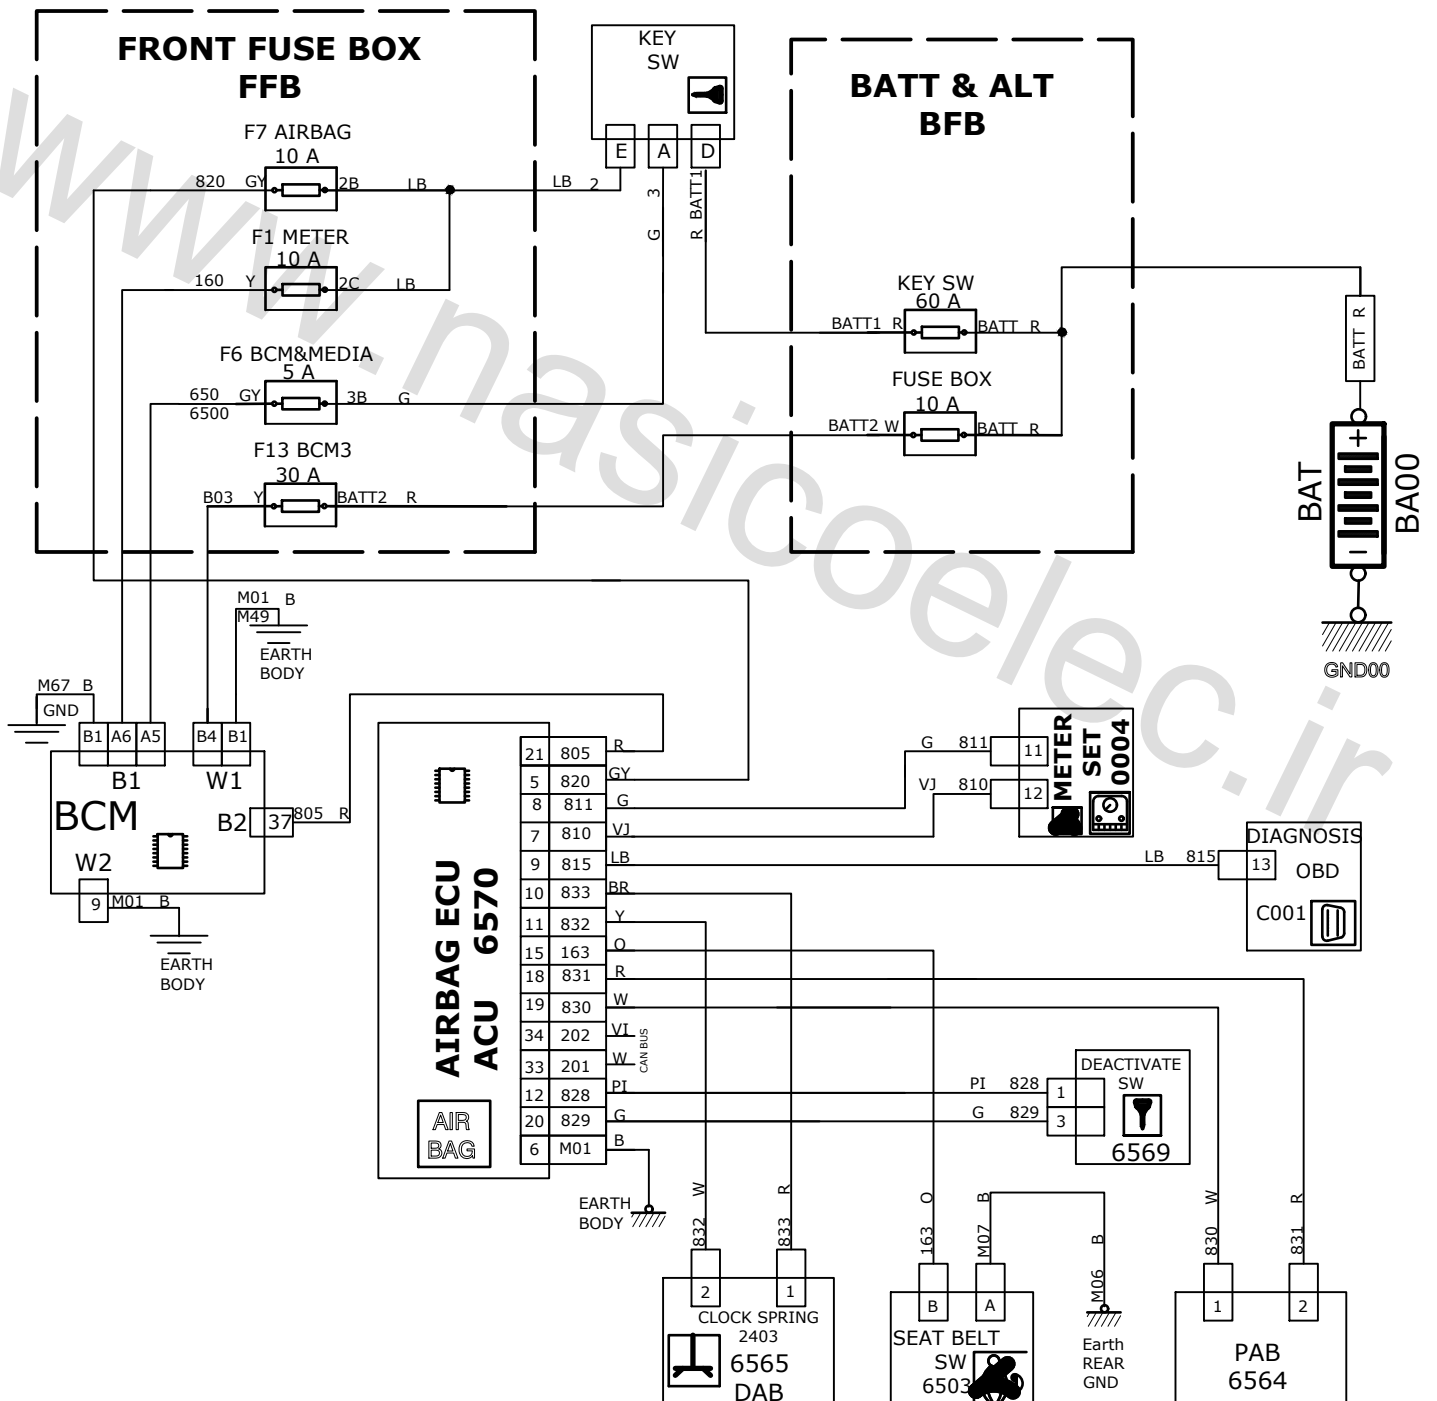 FRONT FUSE BOX
FFB
F7 AIRBAG
10 A
820 GY 2B LB LB 2
F1 METER
10 A
160 Y 2C LB
F6 BCM&MEDIA
5 A
650 GY 3B G
6500
F13 BCM3
30 A
B03 Y BATT2 R
KEY
SW
E A D
G 3
R BATT1
BATT & ALT
BFB
KEY SW
60 A
BATT1 R BATT R
FUSE BOX
10 A
BATT2 W BATT R
BATT R
+
BAT
BA00
-
GND00
M01 B
M49
EARTH
BODY
M67 B
GND
B1 A6 A5 B4 B1
B1 W1
BCM
B2 37 805 R
W2
9 M01 B
EARTH
BODY
AIRBAG ECU
ACU 6570
AIR
BAG
21 805 R
5 820 GY
8 811 G
7 810 VJ
9 815 LB
10 833 BR
11 832 Y
15 163 O
18 831 R
19 830 W
34 202 VI
33 201 W
CAN BUS
12 828 PI
20 829 G
6 M01 B
EARTH
BODY
G 811 11
VJ 810 12
METER
SET
0004
LB 815 13
DIAGNOSIS
OBD
C001
PI 828 1
G 829 3
DEACTIVATE
SW
6569
832 W
833 R
2 1
CLOCK SPRING
2403
6565
DAB
163 O
M07 B
M06 B
B A
SEAT BELT
SW
6503
Earth
REAR
GND
830 W
831 R
1 2
PAB
6564
www.nasicoelec.ir